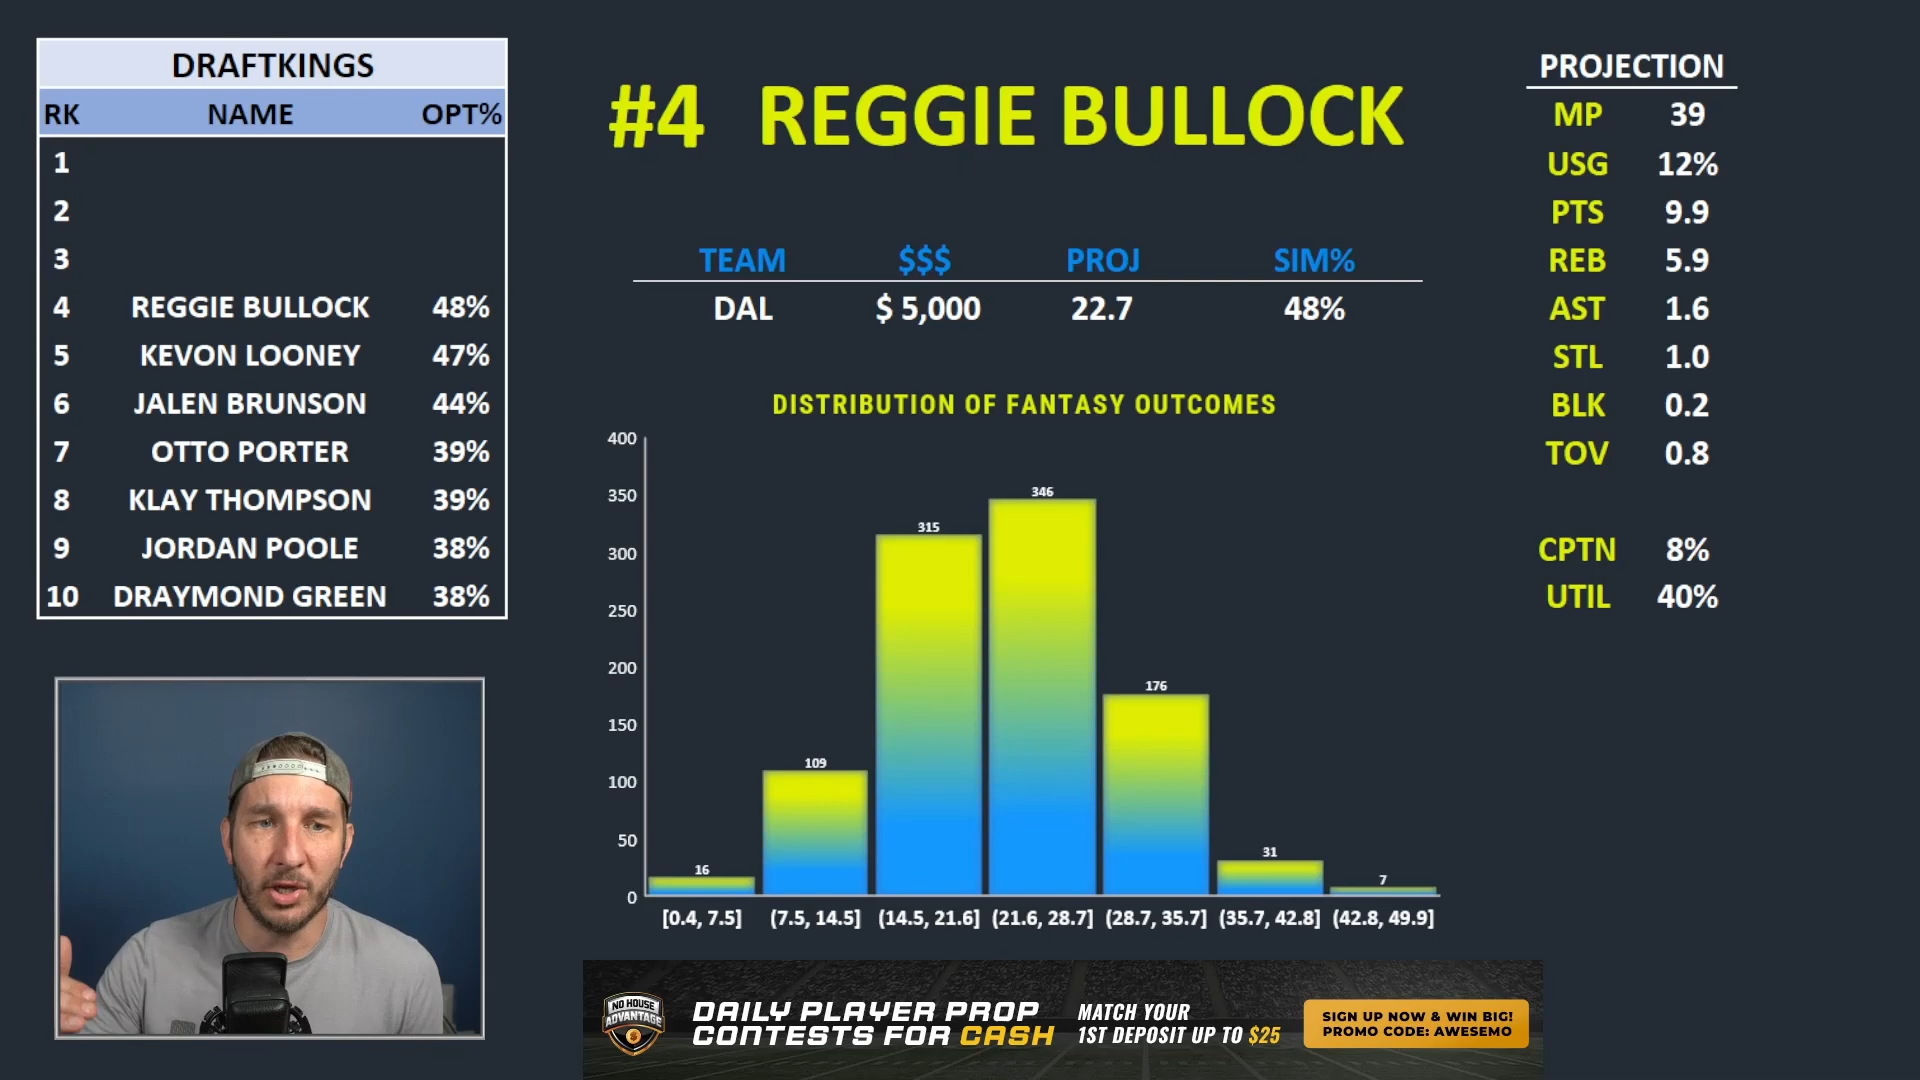 DRAFTKINGS
RK NAME OPT%
1
2
3
4 REGGIE BULLOCK 48%
5 KEVON LOONEY 47%
6 JALEN BRUNSON 44%
7 OTTO PORTER 39%
8 KLAY THOMPSON 39%
9 JORDAN POOLE 38%
10 DRAYMOND GREEN 38%
#4 REGGIE BULLOCK
TEAM $$$ PROJ SIM%
DAL $ 5,000 22.7 48%
DISTRIBUTION OF FANTASY OUTCOMES
400
350
300
250
200
150
100
50
0
16 109 315 346 176 31 7
[0.4, 7.5] (7.5, 14.5] (14.5, 21.6] (21.6, 28.7] (28.7, 35.7] (35.7, 42.8] (42.8, 49.9]
PROJECTION
MP 39
USG 12%
PTS 9.9
REB 5.9
AST 1.6
STL 1.0
BLK 0.2
TOV 0.8
CPTN 8%
UTIL 40%
NO HOUSE
ADVANTAGE
DAILY PLAYER PROP
CONTESTS FOR CASH
MATCH YOUR
1ST DEPOSIT UP TO $25
SIGN UP NOW & WIN BIG!
PROMO CODE: AWESEMO